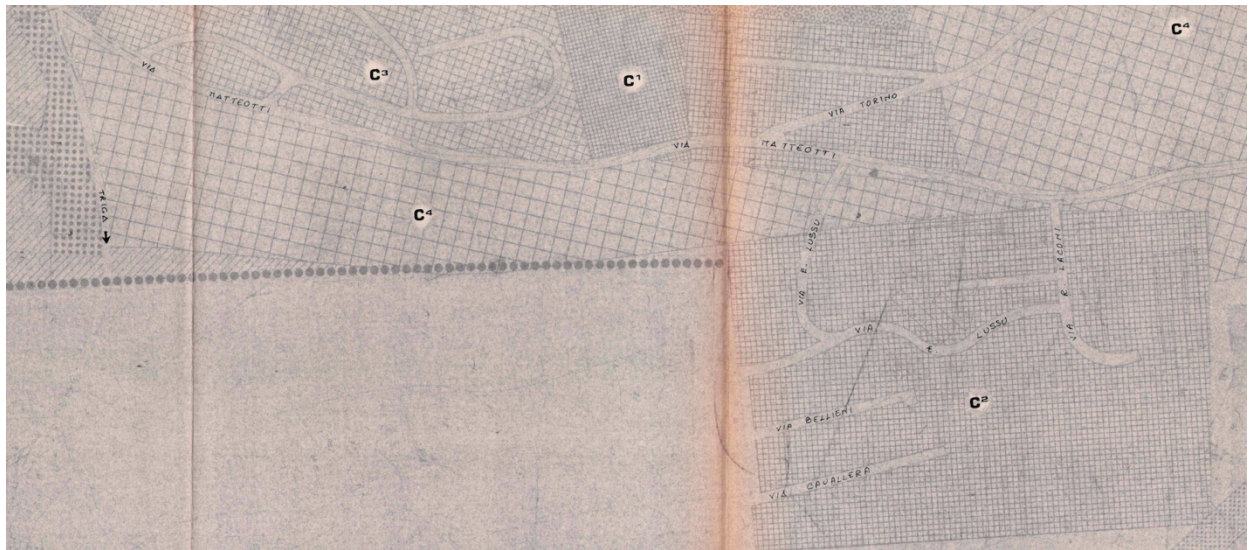 C⁴
VIA
C³
C¹
MATTEOTTI
VIA TORINO
VIA
MATTEOTTI
TRIGA
C⁴
VIA E. LUSSU
VIA R. LACONI
VIA
LUSSU
C²
VIA BELLIENI
VIA CAVALLERA